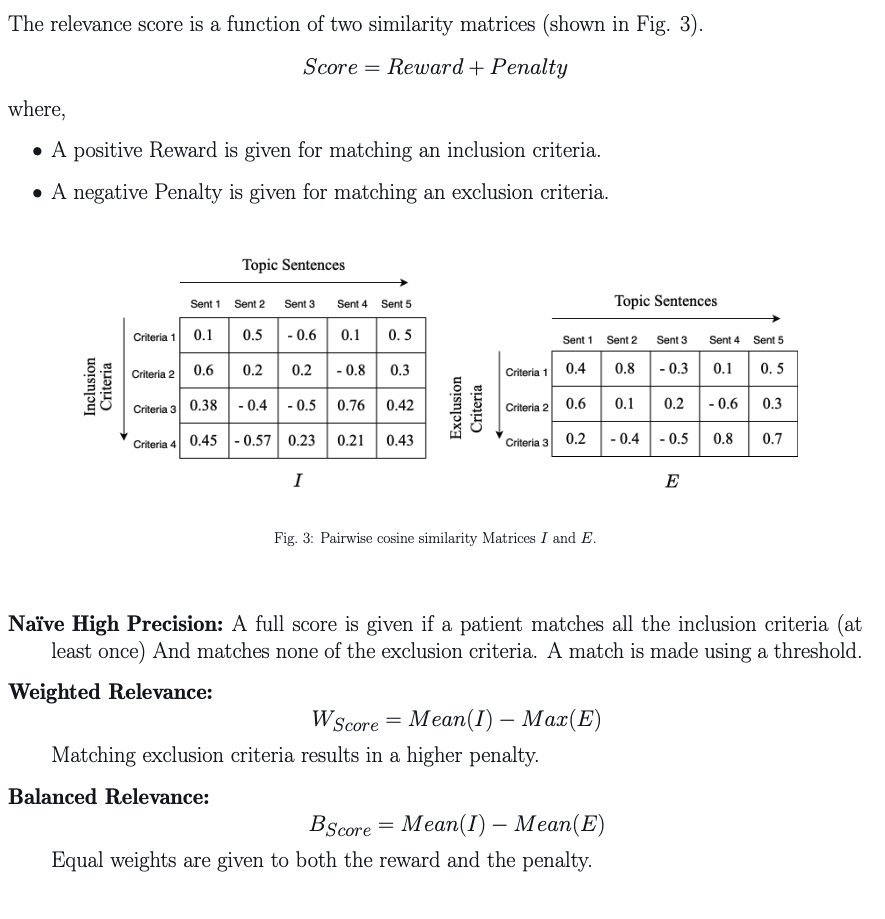 The relevance score is a function of two similarity matrices (shown in Fig. 3).
Score = Reward + Penalty
where,
• A positive Reward is given for matching an inclusion criteria.
• A negative Penalty is given for matching an exclusion criteria.
Topic Sentences
Sent 1 Sent 2 Sent 3 Sent 4 Sent 5
Inclusion
Criteria
Criteria 1 0.1 0.5 - 0.6 0.1 0. 5
Criteria 2 0.6 0.2 0.2 - 0.8 0.3
Criteria 3 0.38 - 0.4 - 0.5 0.76 0.42
Criteria 4 0.45 - 0.57 0.23 0.21 0.43
I
Topic Sentences
Sent 1 Sent 2 Sent 3 Sent 4 Sent 5
Exclusion
Criteria
Criteria 1 0.4 0.8 - 0.3 0.1 0. 5
Criteria 2 0.6 0.1 0.2 - 0.6 0.3
Criteria 3 0.2 - 0.4 - 0.5 0.8 0.7
E
Fig. 3: Pairwise cosine similarity Matrices I and E.
Naïve High Precision: A full score is given if a patient matches all the inclusion criteria (at
least once) And matches none of the exclusion criteria. A match is made using a threshold.
Weighted Relevance:
W_Score = Mean(I) − Max(E)
Matching exclusion criteria results in a higher penalty.
Balanced Relevance:
B_Score = Mean(I) − Mean(E)
Equal weights are given to both the reward and the penalty.